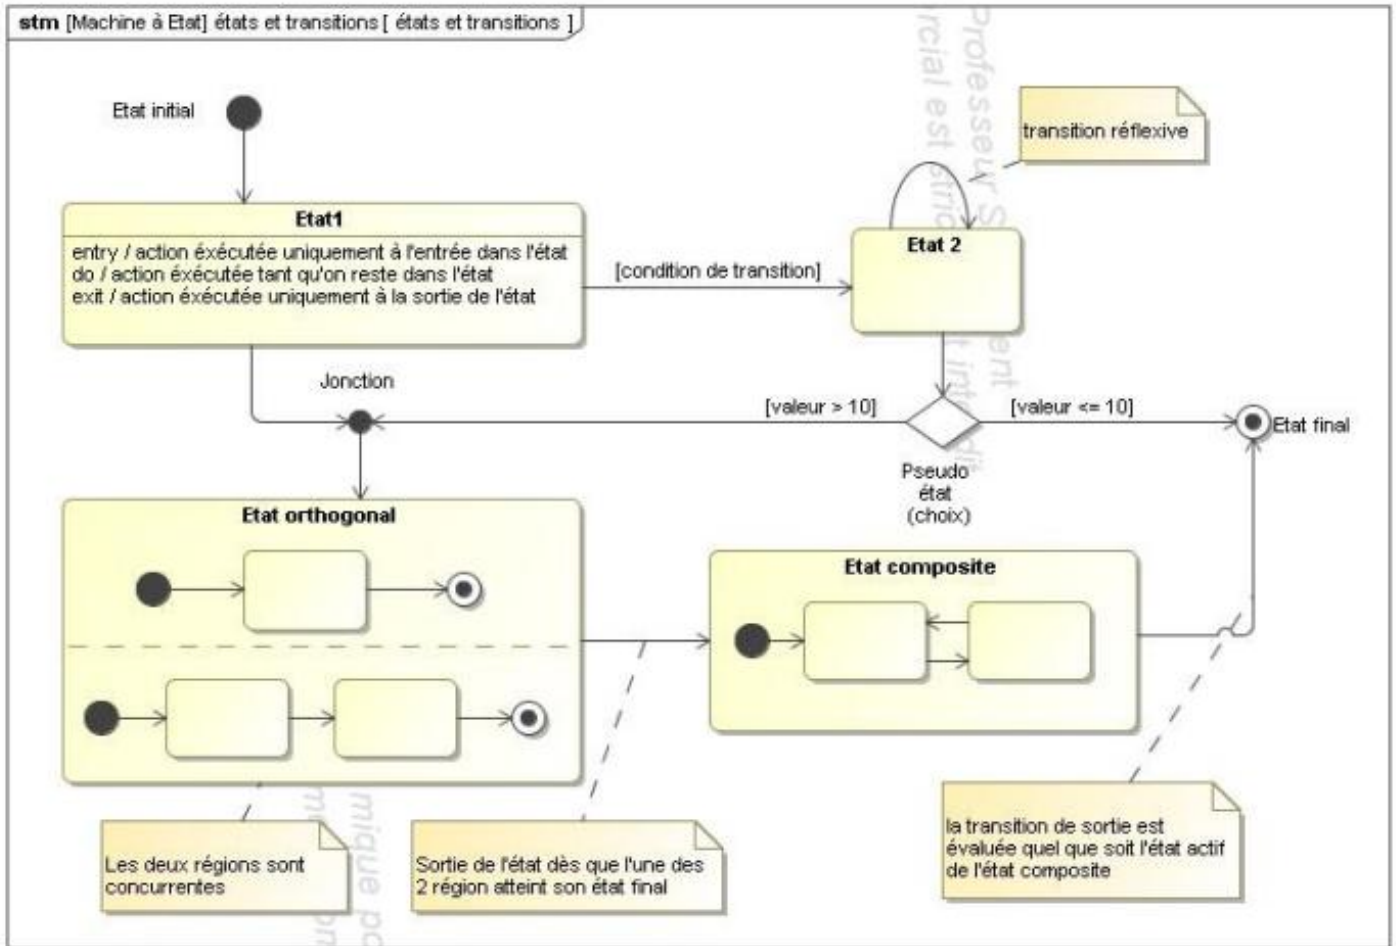 stm [Machine à Etat] états et transitions [ états et transitions ]
Etat initial
transition réflexive
Etat1
entry / action éxécutée uniquement à l'entrée dans l'état
do / action éxécutée tant qu'on reste dans l'état
exit / action éxécutée uniquement à la sortie de l'état
[condition de transition]
Etat 2
Jonction
[valeur > 10]
[valeur <= 10]
Etat final
Pseudo
état
(choix)
Etat orthogonal
Etat composite
Les deux régions sont
concurrentes
Sortie de l'état dès que l'une des
2 région atteint son état final
la transition de sortie est
évaluée quel que soit l'état actif
de l'état composite
Professeur
est
mique